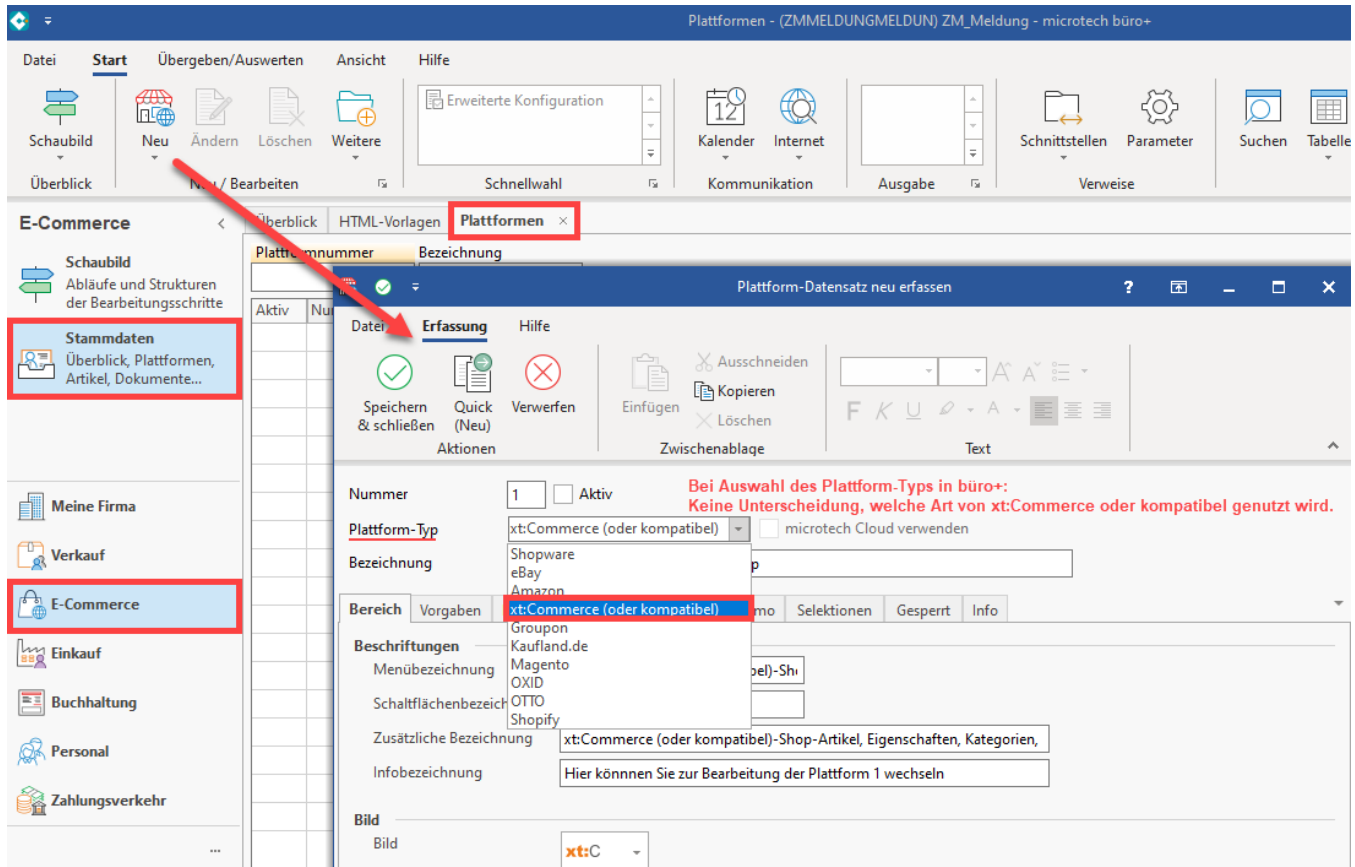 Plattformen - (ZMMELDUNGMELDUN) ZM_Meldung - microtech büro+
Datei Start Übergeben/Auswerten Ansicht Hilfe
Erweiterte Konfiguration
12
Schaubild Neu Ändern Löschen Weitere Kalender Internet Schnittstellen Parameter Suchen Tabelle
Überblick Neu / Bearbeiten Schnellwahl Kommunikation Ausgabe Verweise
E-Commerce
Überblick HTML-Vorlagen Plattformen
Schaubild
Abläufe und Strukturen
der Bearbeitungsschritte
Stammdaten
Überblick, Plattformen,
Artikel, Dokumente...
Meine Firma
Verkauf
E-Commerce
Einkauf
Buchhaltung
Personal
Zahlungsverkehr
...
Plattformnummer Bezeichnung
Aktiv
Plattform-Datensatz neu erfassen
Datei Erfassung Hilfe
Speichern
& schließen
Quick
(Neu)
Verwerfen
Einfügen
Ausschneiden
Kopieren
Löschen
F K U A
Aktionen Zwischenablage Text
Nummer 1 Aktiv
Bei Auswahl des Plattform-Typs in büro+:
Keine Unterscheidung, welche Art von xt:Commerce oder kompatibel genutzt wird.
Plattform-Typ xt:Commerce (oder kompatibel) microtech Cloud verwenden
Bezeichnung
Shopware
eBay
Amazon
xt:Commerce (oder kompatibel)
Groupon
Kaufland.de
Magento
OXID
OTTO
Shopify
Bereich Vorgaben Selektionen Gesperrt Info
Beschriftungen
Menübezeichnung
Zusätzliche Bezeichnung xt:Commerce (oder kompatibel)-Shop-Artikel, Eigenschaften, Kategorien,
Infobezeichnung Hier könnnen Sie zur Bearbeitung der Plattform 1 wechseln
Bild
Bild xt:C